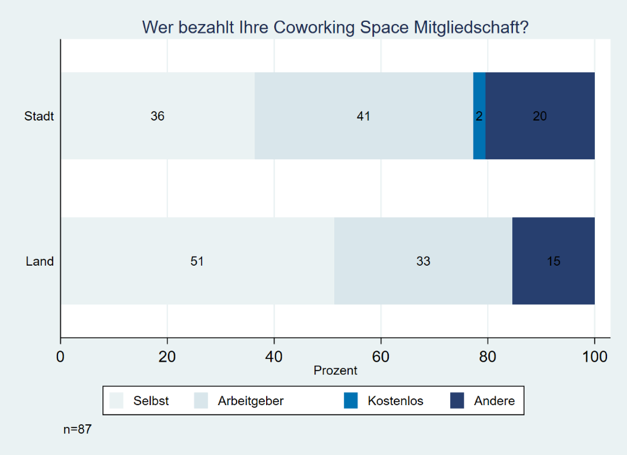 Wer bezahlt Ihre Coworking Space Mitgliedschaft?
Stadt 36 41 2 20
Land 51 33 15
0 20 40 60 80 100
Prozent
Selbst Arbeitgeber Kostenlos Andere
n=87